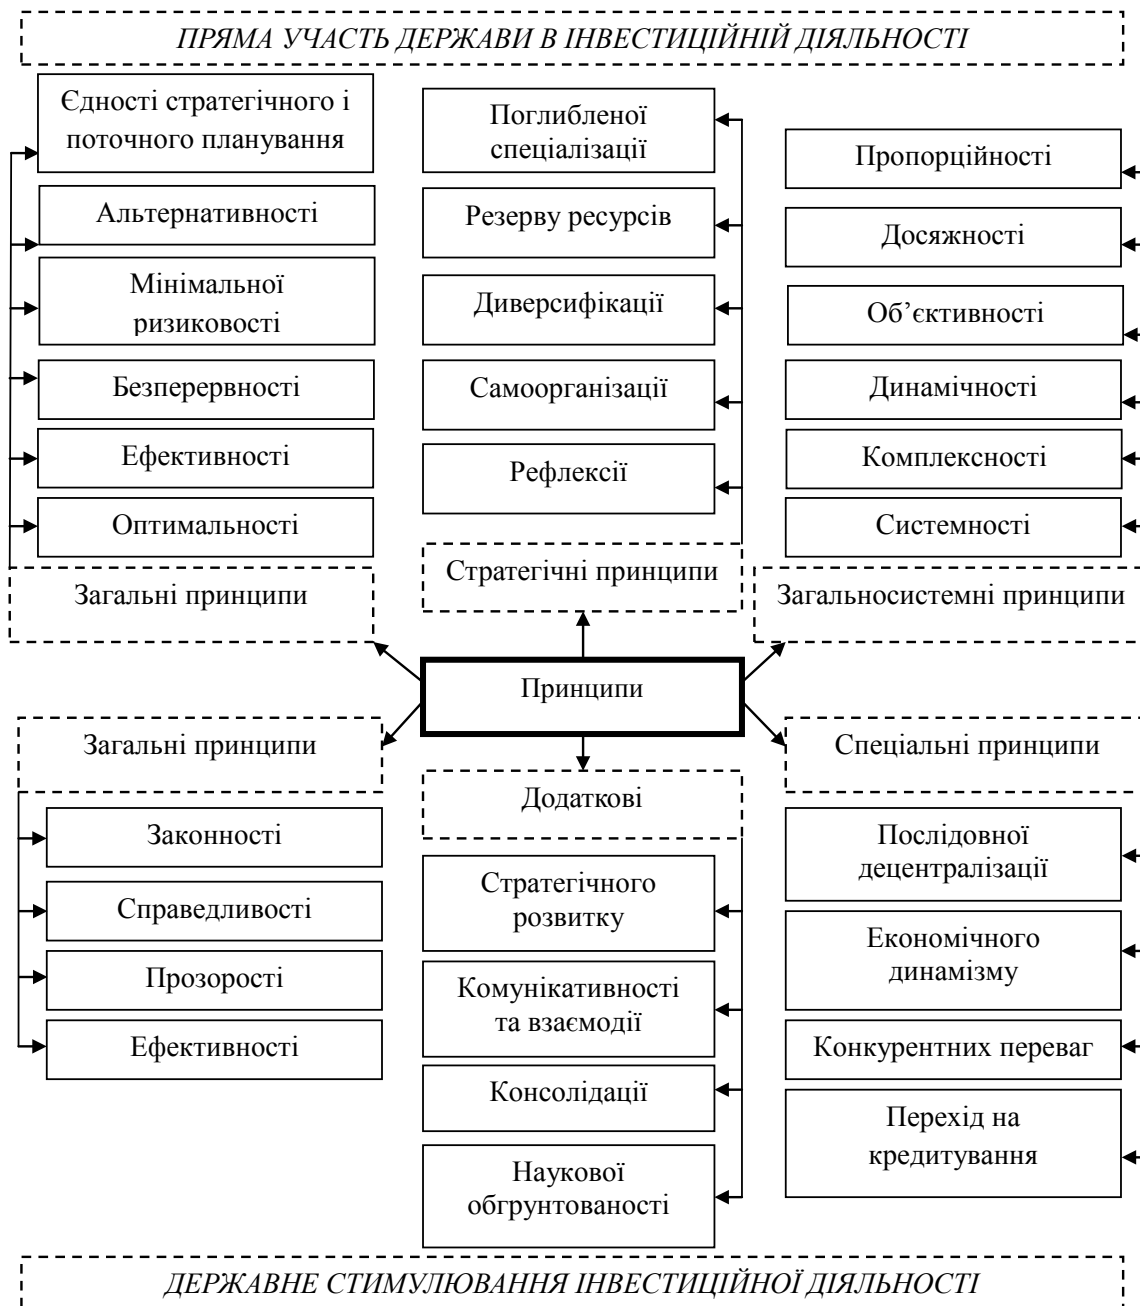 ПРЯМА УЧАСТЬ ДЕРЖАВИ В ІНВЕСТИЦІЙНІЙ ДІЯЛЬНОСТІ
Єдності стратегічного і
поточного планування
Альтернативності
Мінімальної
ризиковості
Безперервності
Ефективності
Оптимальності
Загальні принципи
Поглибленої
спеціалізації
Резерву ресурсів
Диверсифікації
Самоорганізації
Рефлексії
Стратегічні принципи
Пропорційності
Досяжності
Об’єктивності
Динамічності
Комплексності
Системності
Загальносистемні принципи
Принципи
Загальні принципи
Законності
Справедливості
Прозорості
Ефективності
Додаткові
Стратегічного
розвитку
Комунікативності
та взаємодії
Консолідації
Наукової
обгрунтованості
Спеціальні принципи
Послідовної
децентралізації
Економічного
динамізму
Конкурентних переваг
Перехід на
кредитування
ДЕРЖАВНЕ СТИМУЛЮВАННЯ ІНВЕСТИЦІЙНОЇ ДІЯЛЬНОСТІ